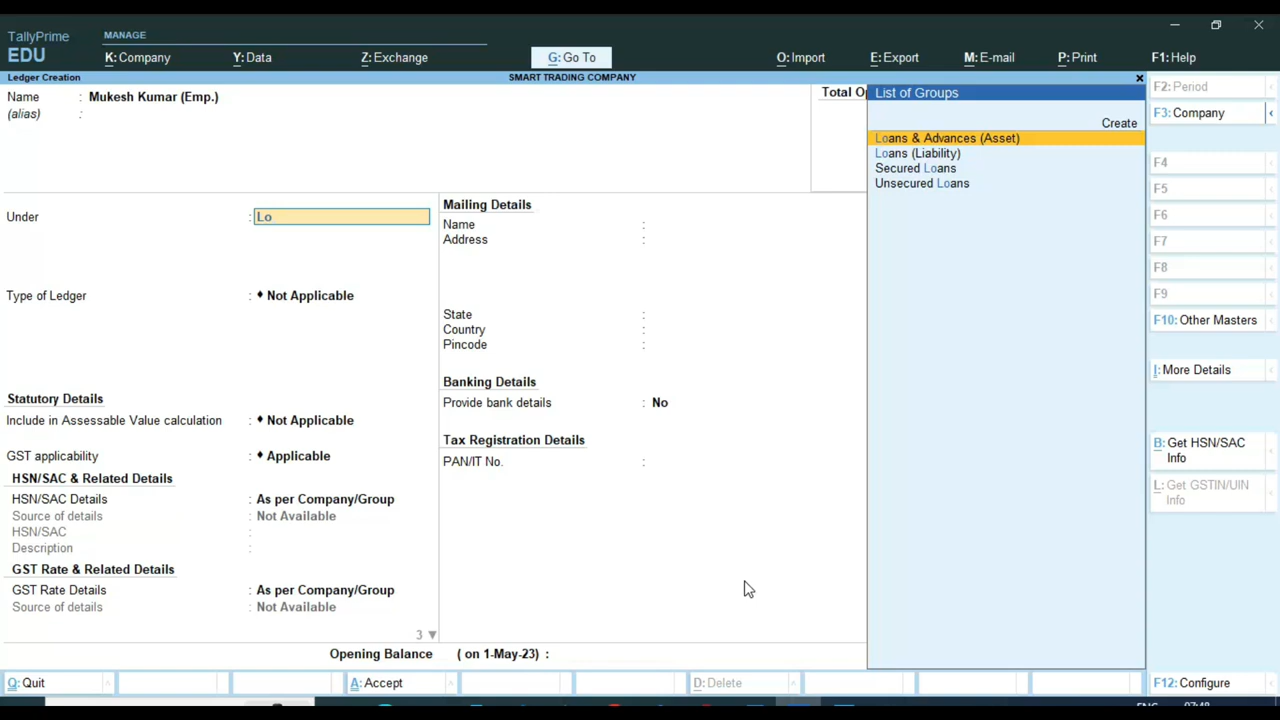 TallyPrime
EDU
MANAGE
K: Company
Y: Data
Z: Exchange
G: Go To
O: Import
E: Export
M: E-mail
P: Print
F1: Help
Ledger Creation
SMART TRADING COMPANY
Name : Mukesh Kumar (Emp.)
(alias) :
Total Op
Under : Lo
Type of Ledger : ♦ Not Applicable
Statutory Details
Include in Assessable Value calculation : ♦ Not Applicable
GST applicability : ♦ Applicable
HSN/SAC & Related Details
HSN/SAC Details : As per Company/Group
Source of details : Not Available
HSN/SAC :
Description :
GST Rate & Related Details
GST Rate Details : As per Company/Group
Source of details : Not Available
3 ▼
Mailing Details
Name :
Address :
State :
Country :
Pincode :
Banking Details
Provide bank details : No
Tax Registration Details
PAN/IT No. :
Opening Balance ( on 1-May-23) :
List of Groups
Create
Loans & Advances (Asset)
Loans (Liability)
Secured Loans
Unsecured Loans
F2: Period
F3: Company
F4
F5
F6
F7
F8
F9
F10: Other Masters
I: More Details
B: Get HSN/SAC
Info
L: Get GSTIN/UIN
Info
Q: Quit
A: Accept
D: Delete
F12: Configure